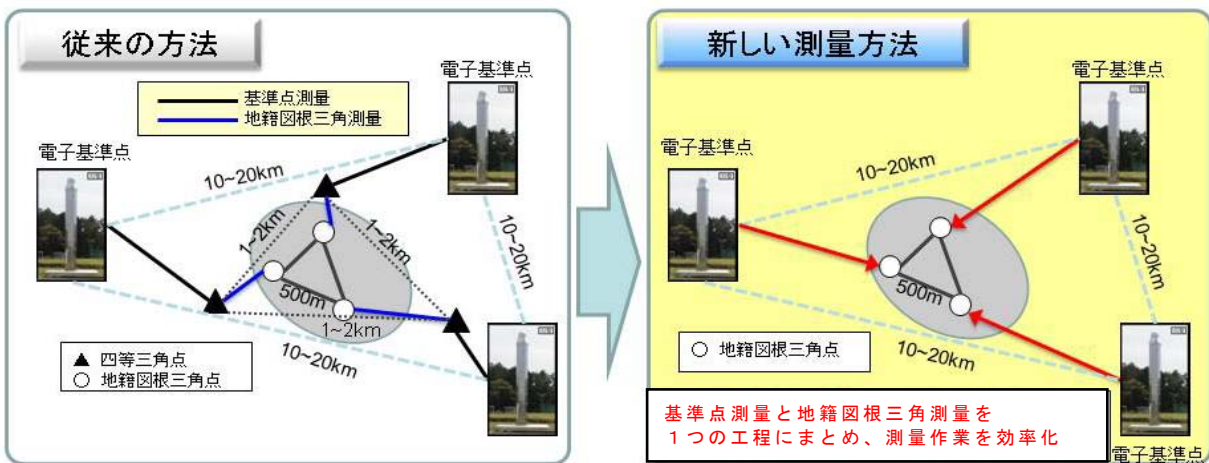 従来の方法
基準点測量
地籍図根三角測量
電子基準点
電子基準点
10~20km
1~2km
1~2km
500m
1~2km
10~20km
▲ 四等三角点
○ 地籍図根三角点
電子基準点
新しい測量方法
電子基準点
電子基準点
10~20km
10~20km
500m
10~20km
○ 地籍図根三角点
基準点測量と地籍図根三角測量を
１つの工程にまとめ、測量作業を効率化
電子基準点
10~20km